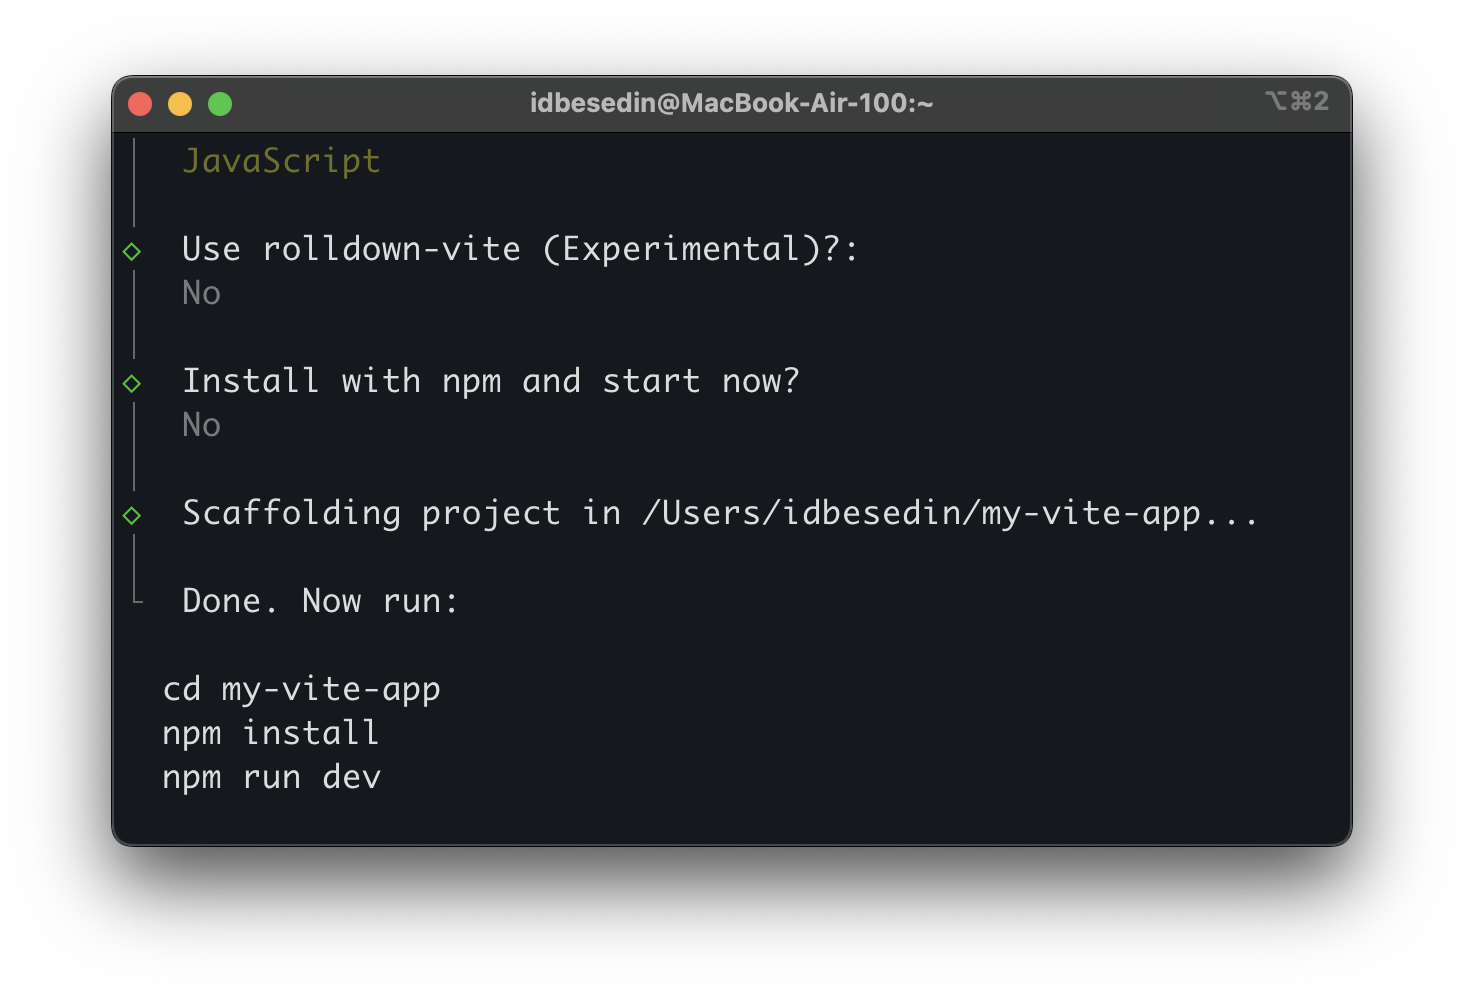 idbesedin@MacBook-Air-100:~
⌥⌘2
JavaScript
Use rolldown-vite (Experimental)?:
No
Install with npm and start now?
No
Scaffolding project in /Users/idbesedin/my-vite-app...
Done. Now run:
cd my-vite-app
npm install
npm run dev